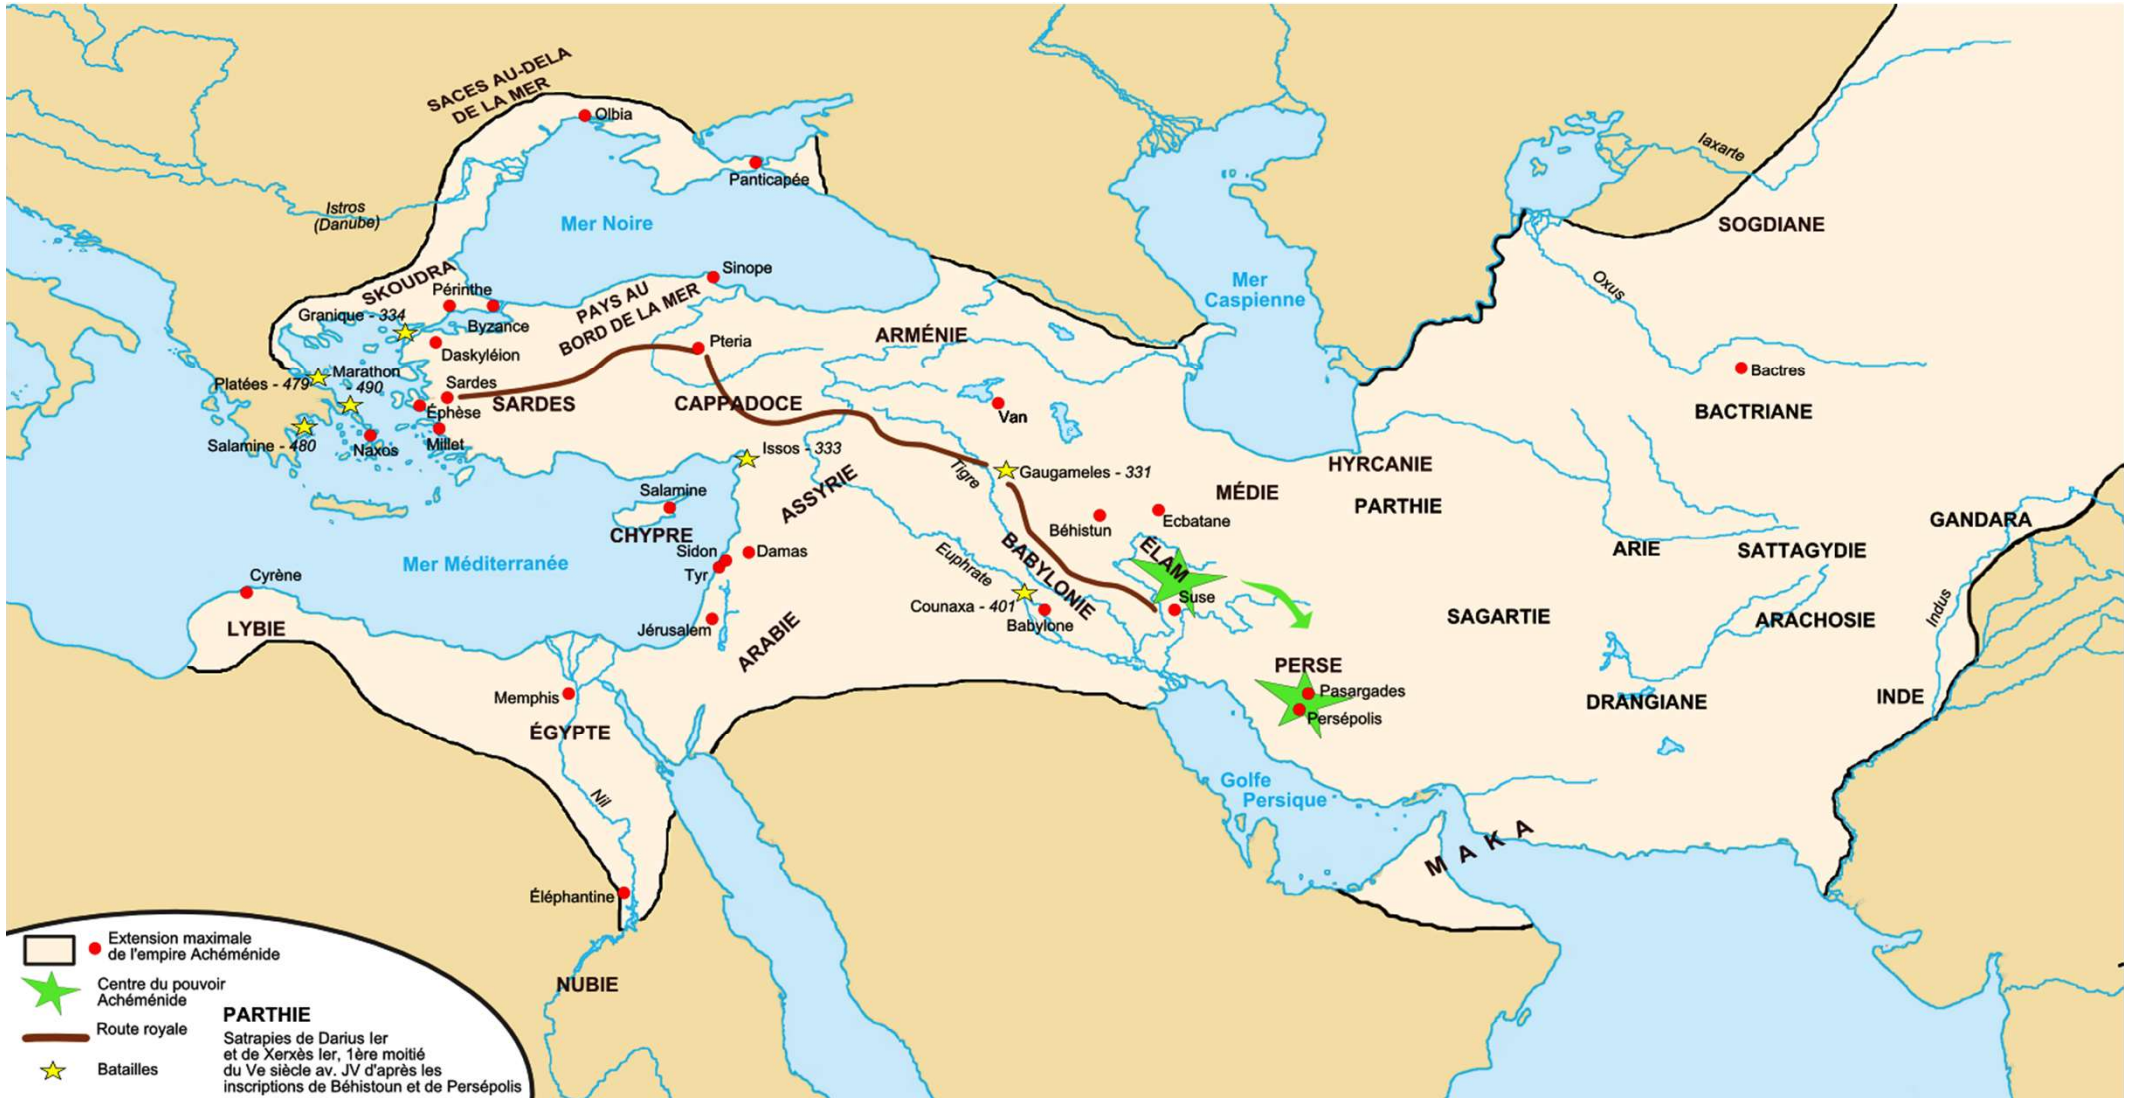 SACES AU-DELA
DE LA MER
Olbia
Panticapée
Iaxarte
Istros
(Danube)
Mer Noire
SOGDIANE
SKOUDRA
Sinope
Mer
Caspienne
Oxus
Périnthe
PAYS AU
BORD DE LA MER
Granique - 334
Byzance
ARMÉNIE
Daskyléion
Pteria
Bactres
Marathon
- 490
Platées - 479
Sardes
SARDES
CAPPADOCE
BACTRIANE
Éphèse
Van
Salamine - 480
Naxos
Millet
Issos - 333
Tigre
Gaugameles - 331
HYRCANIE
ASSYRIE
MÉDIE
PARTHIE
Salamine
CHYPRE
Béhistun
Ecbatane
GANDARA
Sidon
Damas
Tyr
Mer Méditerranée
Euphrate
BABYLONIE
ÉLAM
ARIE
SATTAGYDIE
Cyrène
Suse
Counaxa - 401
Babylone
LYBIE
Jérusalem
ARABIE
SAGARTIE
ARACHOSIE
Indus
PERSE
Memphis
Pasargades
Persépolis
DRANGIANE
INDE
ÉGYPTE
Nil
Golfe
Persique
MAKA
Éléphantine
NUBIE
Extension maximale
de l'empire Achéménide
Centre du pouvoir
Achéménide
Route royale
Batailles
PARTHIE
Satrapies de Darius Ier
et de Xerxès Ier, 1ère moitié
du Ve siècle av. JV d'après les
inscriptions de Béhistoun et de Persépolis